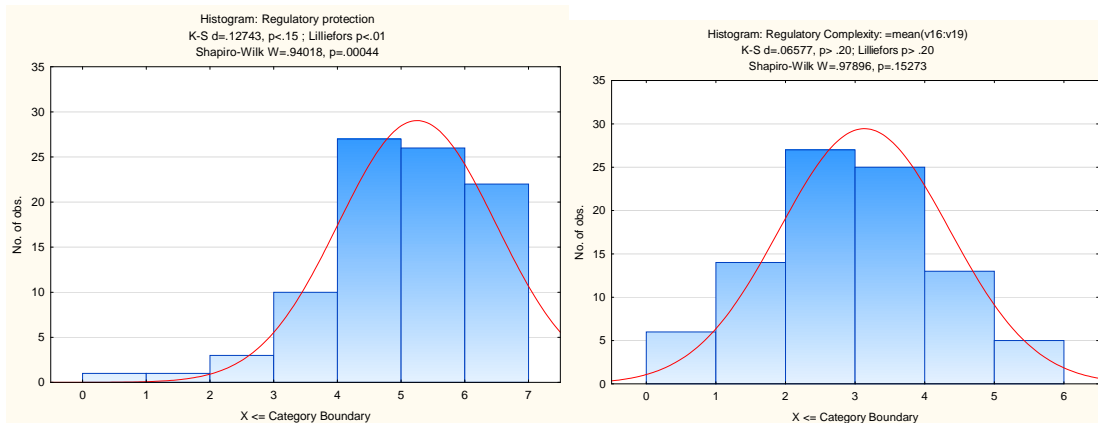 Histogram: Regulatory protection
K-S d=.12743, p<.15 ; Lilliefors p<.01
Shapiro-Wilk W=.94018, p=.00044
35
30
25
20
15
10
5
0
No. of obs.
0 1 2 3 4 5 6 7
X <= Category Boundary
Histogram: Regulatory Complexity: =mean(v16:v19)
K-S d=.06577, p> .20; Lilliefors p> .20
Shapiro-Wilk W=.97896, p=.15273
35
30
25
20
15
10
5
0
No. of obs.
0 1 2 3 4 5 6
X <= Category Boundary